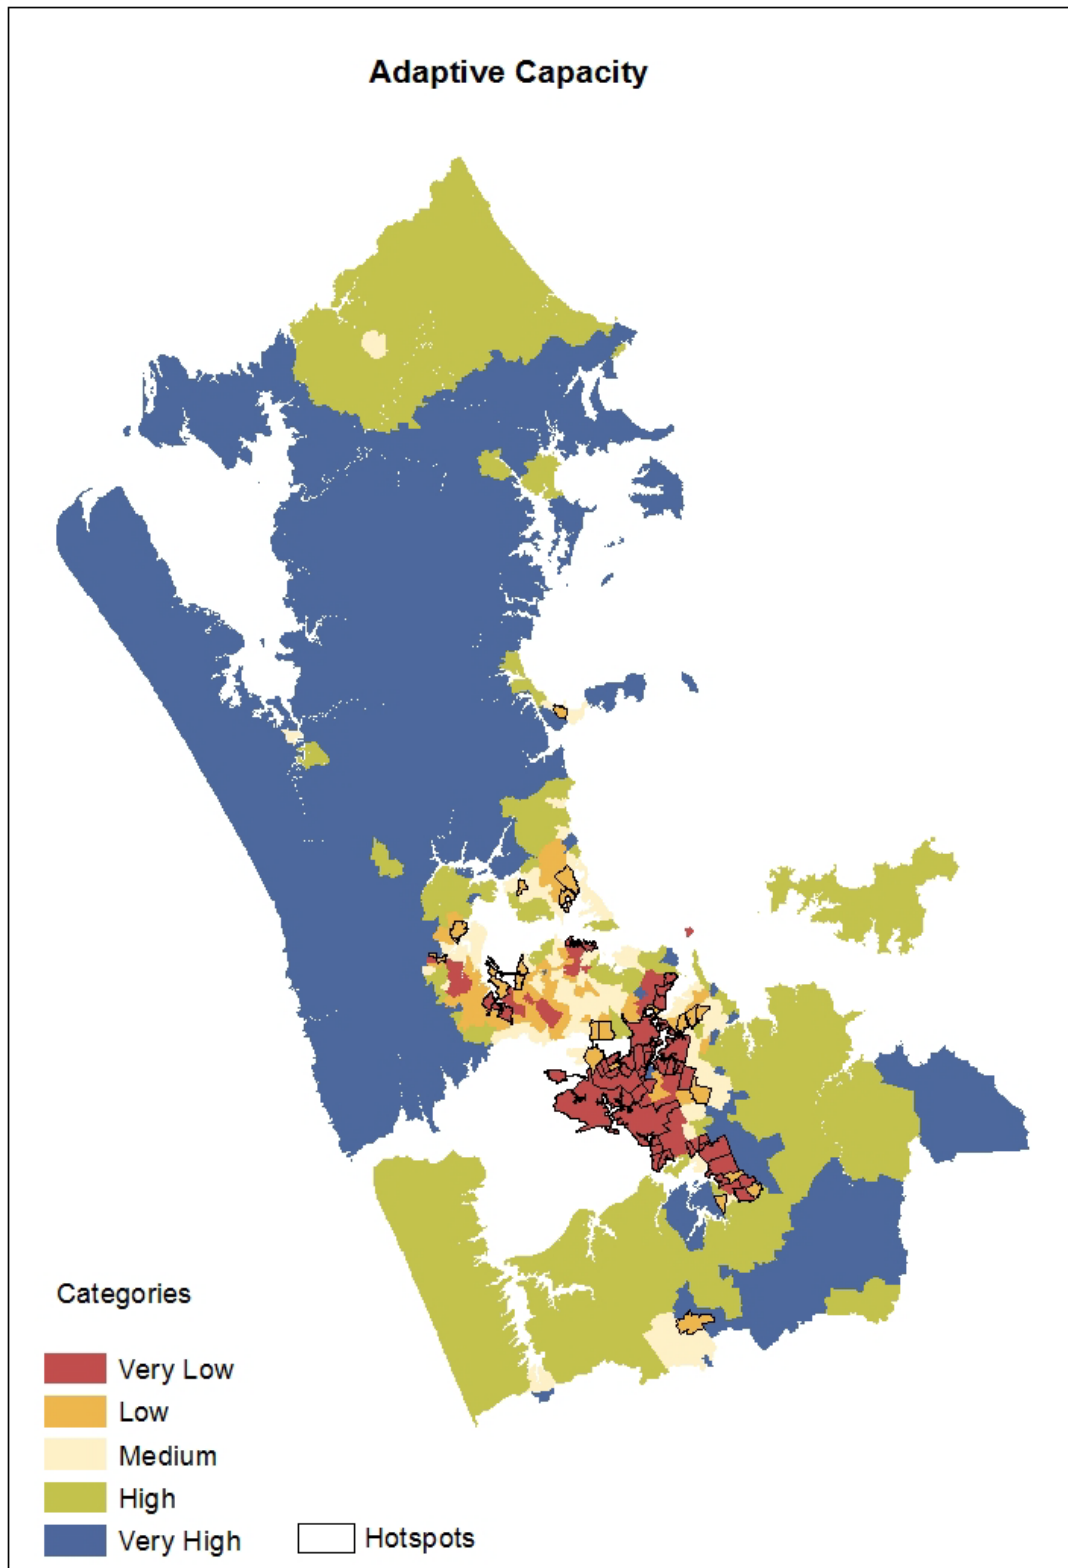 Adaptive Capacity
Categories
Very Low
Low
Medium
High
Very High
Hotspots